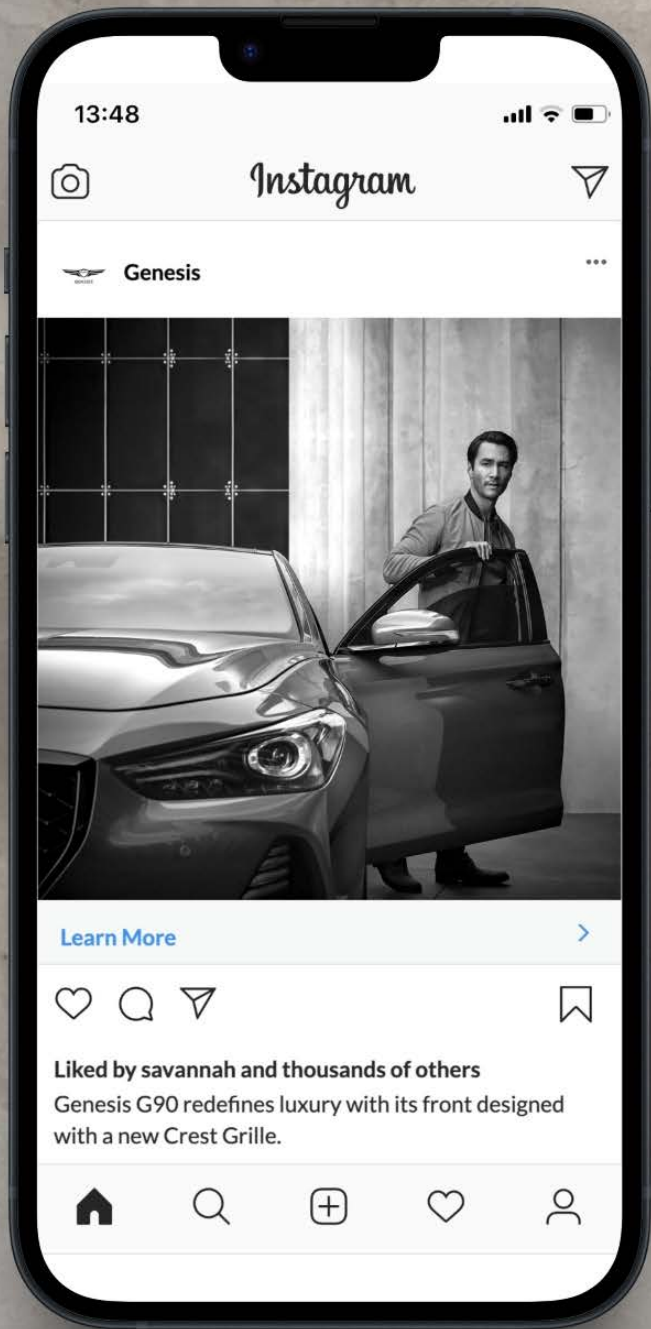 13:48
Instagram
Genesis
Learn More
Liked by savannah and thousands of others
Genesis G90 redefines luxury with its front designed
with a new Crest Grille.